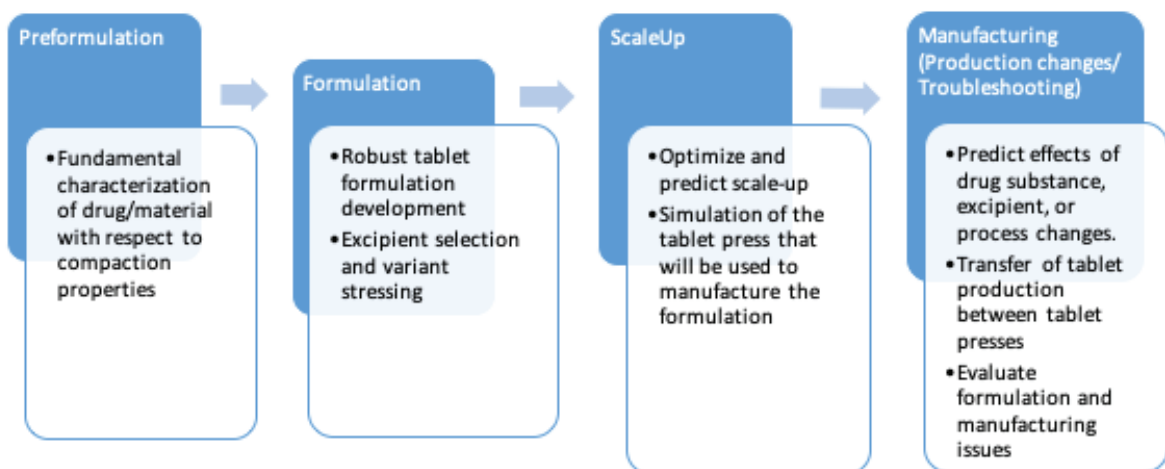 Preformulation
•Fundamental
characterization
of drug/material
with respect to
compaction
properties
Formulation
•Robust tablet
formulation
development
•Excipient selection
and variant
stressing
ScaleUp
•Optimize and
predict scale-up
•Simulation of the
tablet press that
will be used to
manufacture the
formulation
Manufacturing
(Production changes/
Troubleshooting)
•Predict effects of
drug substance,
excipient, or
process changes.
•Transfer of tablet
production
between tablet
presses
•Evaluate
formulation and
manufacturing
issues